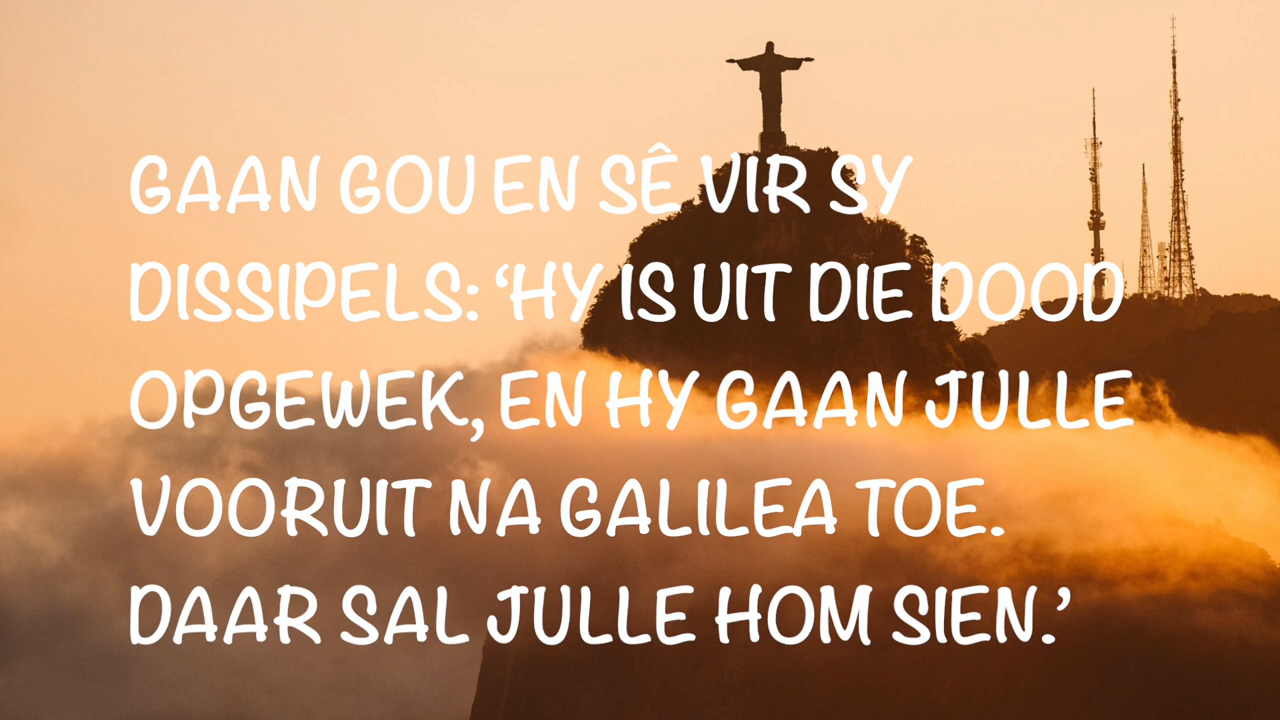 GAAN GOU EN SÊ VIR SY
DISSIPELS: ‘HY IS UIT DIE DOOD
OPGEWEK, EN HY GAAN JULLE
VOORUIT NA GALILEA TOE.
DAAR SAL JULLE HOM SIEN.’